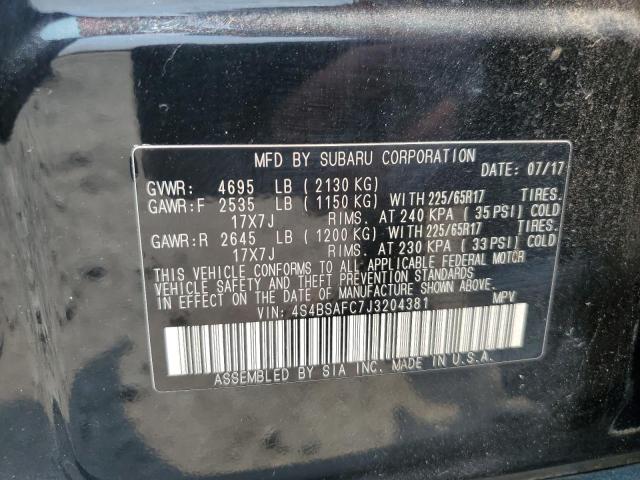 MFD BY SUBARU CORPORATION DATE: 07/17
GVWR: 4695 LB (2130 KG)
GAWR:F 2535 LB (1150 KG) WITH 225/65R17 TIRES.
17X7J RIMS. AT 240 KPA (35 PSI) COLD
GAWR:R 2645 LB (1200 KG) WITH 225/65R17 TIRES.
17X7J RIMS. AT 230 KPA (33 PSI) COLD
THIS VEHICLE CONFORMS TO ALL APPLICABLE FEDERAL MOTOR
VEHICLE SAFETY AND THEFT PREVENTION STANDARDS
IN EFFECT ON THE DATE OF MANUFACTURE SHOWN ABOVE.
VIN: 4S4BSAFC7J3204381 MPV
ASSEMBLED BY SIA INC. MADE IN U.S.A.